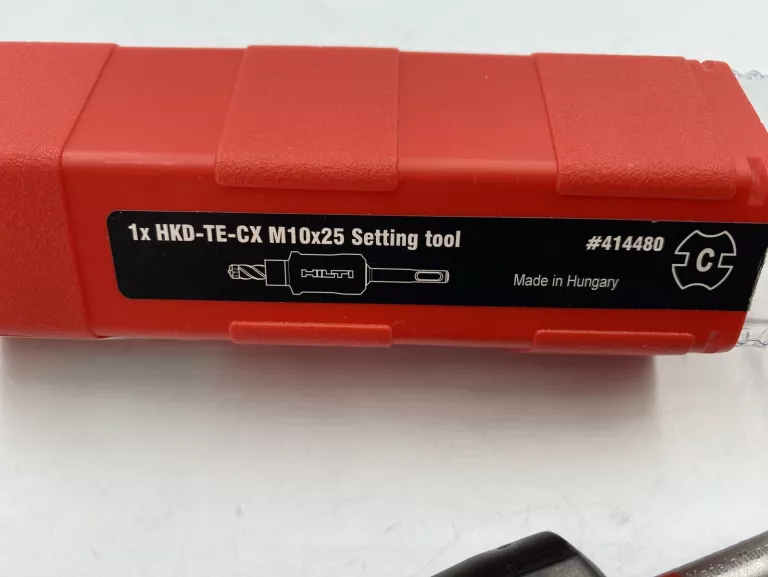 1x HKD-TE-CX M10x25 Setting tool
#414480
C
HILTI
Made in Hungary